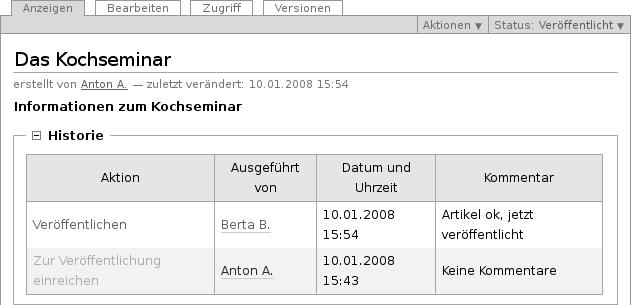 Anzeigen Bearbeiten Zugriff Versionen
Aktionen ▼ Status: Veröffentlicht ▼
Das Kochseminar
erstellt von Anton A. — zuletzt verändert: 10.01.2008 15:54
Informationen zum Kochseminar
Historie
Aktion Ausgeführt von Datum und Uhrzeit Kommentar
Veröffentlichen Berta B. 10.01.2008 15:54 Artikel ok, jetzt veröffentlicht
Zur Veröffentlichung einreichen Anton A. 10.01.2008 15:43 Keine Kommentare